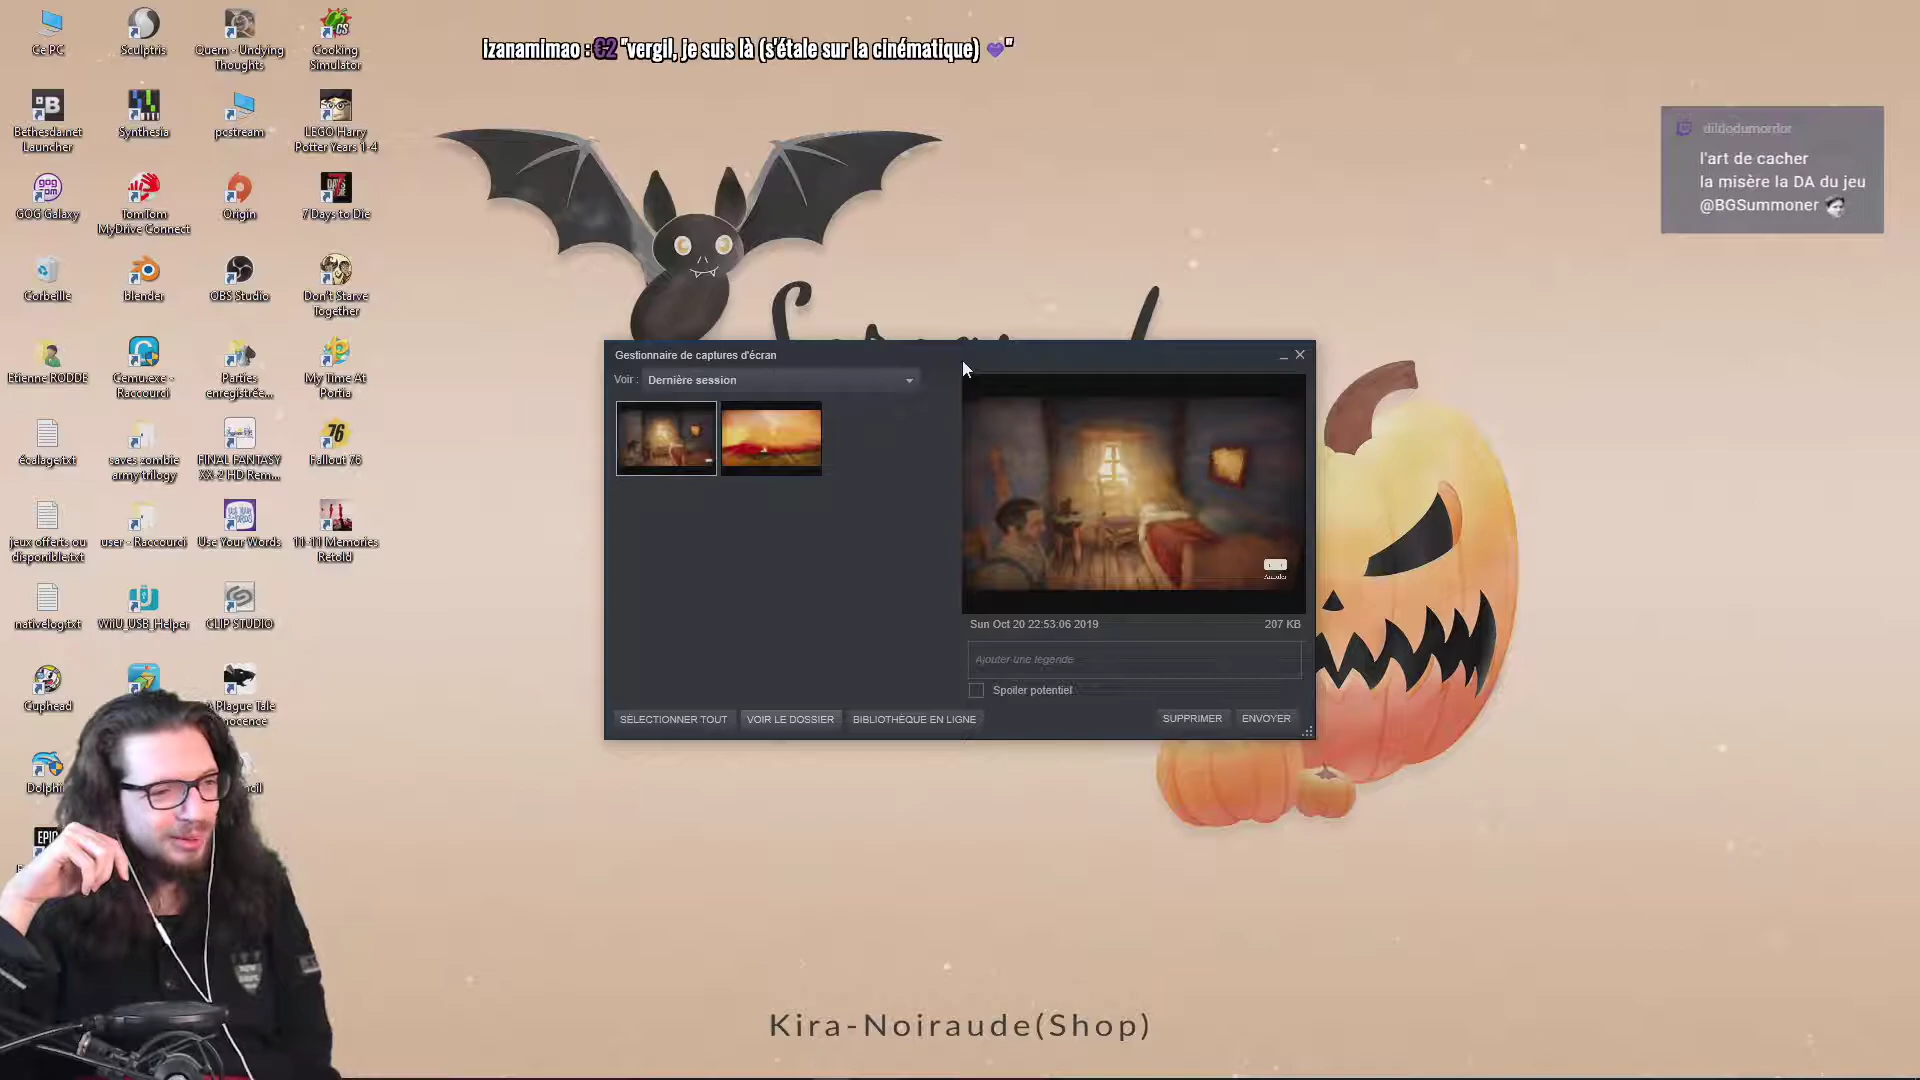 izanamimao : €2 "vergil, je suis là (s'étale sur la cinématique) 💜"
dildodumordor
l'art de cacher
la misère la DA du jeu
@BGSummoner
Ce PC
Sculptris
Quern - Undying
Thoughts
Cooking
Simulator
Bethesda.net
Launcher
Synthesia
pcstream
LEGO Harry
Potter Years 1-4
GOG Galaxy
TomTom
MyDrive Connect
Origin
7 Days to Die
Corbeille
blender
OBS Studio
Don't Starve
Together
Etienne RODDE
Cemu.exe -
Raccourci
Parties
enregistrée...
My Time At
Portia
écalage.txt
saves zombie
army trilogy
FINAL FANTASY
X-2 HD Rem...
76
Fallout 76
jeux offerts ou
disponible.txt
user - Raccourci
Use Your Words
11-11 Memories
Retold
nativelog.txt
WiiU_USB_Helper
CLIP STUDIO
Cuphead
Plague Tale
EPIC
Gestionnaire de captures d'écran
Voir :
Dernière session
Annuler
Sun Oct 20 22:53:06 2019
207 KB
Ajouter une légende
Spoiler potentiel
SÉLECTIONNER TOUT
VOIR LE DOSSIER
BIBLIOTHÈQUE EN LIGNE
SUPPRIMER
ENVOYER
Kira-Noiraude(Shop)